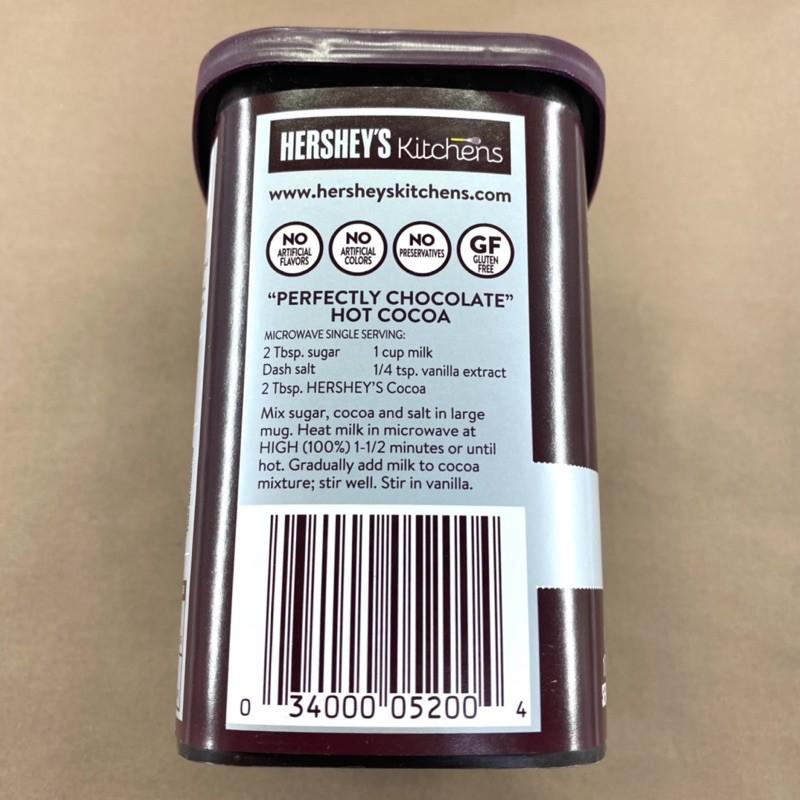 HERSHEY'S Kitchens
www.hersheyskitchens.com
NO ARTIFICIAL FLAVORS
NO ARTIFICIAL COLORS
NO PRESERVATIVES
GF GLUTEN FREE
“PERFECTLY CHOCOLATE”
HOT COCOA
MICROWAVE SINGLE SERVING:
2 Tbsp. sugar 1 cup milk
Dash salt 1/4 tsp. vanilla extract
2 Tbsp. HERSHEY'S Cocoa
Mix sugar, cocoa and salt in large
mug. Heat milk in microwave at
HIGH (100%) 1-1/2 minutes or until
hot. Gradually add milk to cocoa
mixture; stir well. Stir in vanilla.
0 34000 05200 4